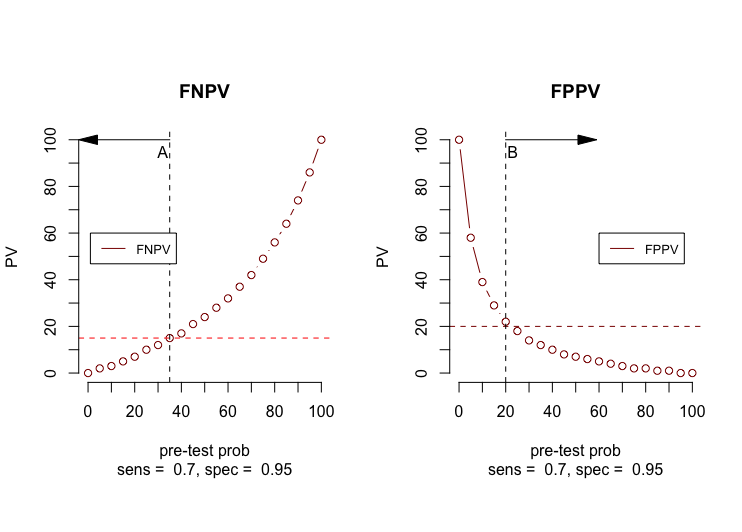 FNPV
PV
0 20 40 60 80 100
A
FNPV
0 20 40 60 80 100
pre-test prob
sens = 0.7, spec = 0.95
FPPV
PV
0 20 40 60 80 100
B
FPPV
0 20 40 60 80 100
pre-test prob
sens = 0.7, spec = 0.95